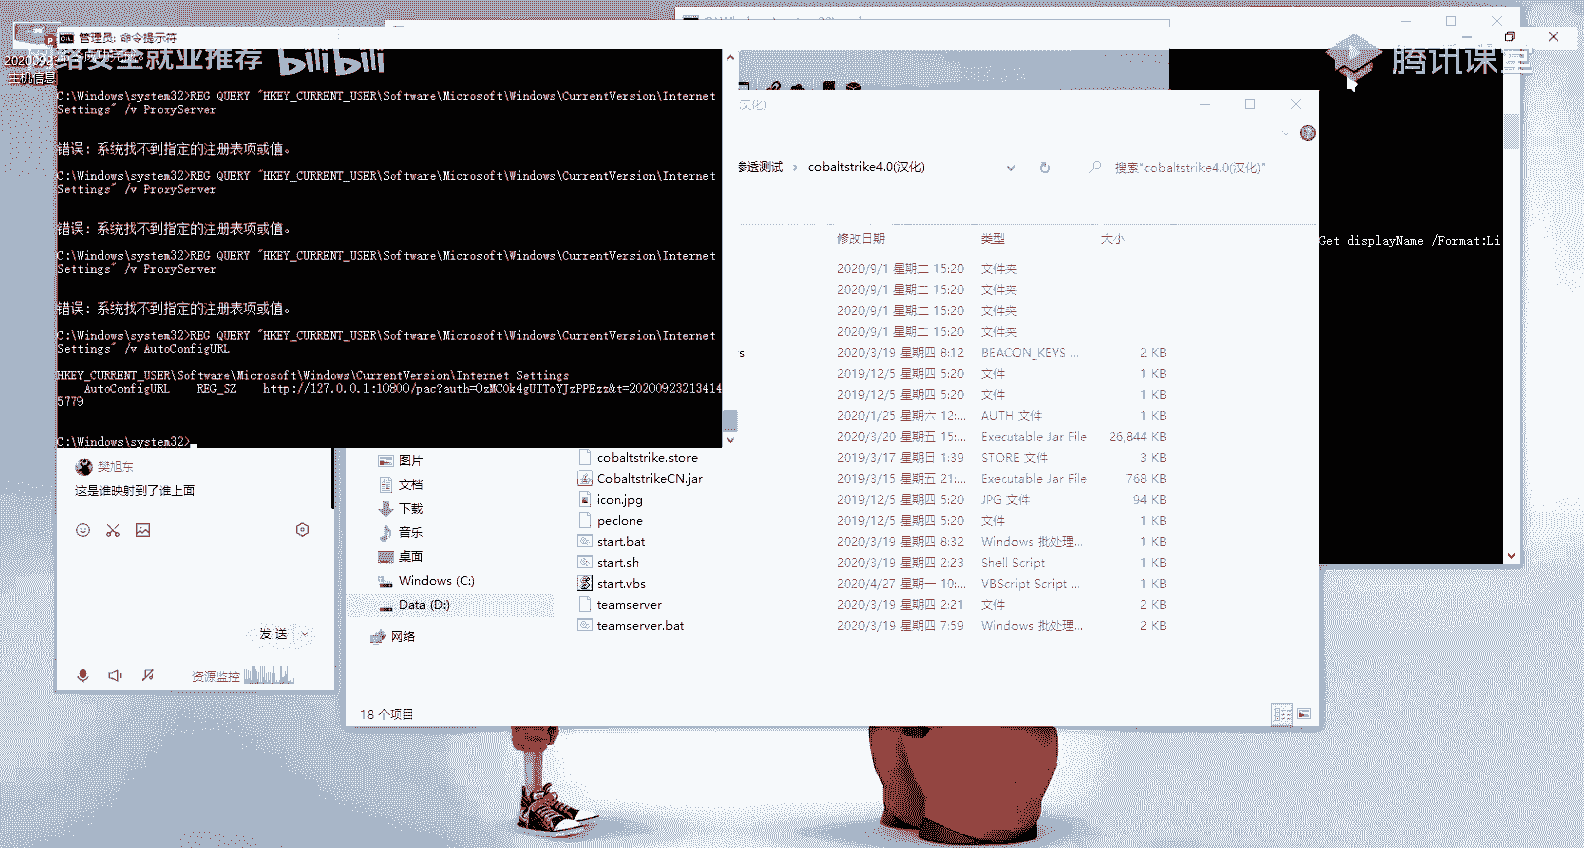 管理员: 命令提示符
网络安全就业推荐 bilibili
腾讯课堂
主机信息
C:\Windows\system32>REG QUERY "HKEY_CURRENT_USER\Software\Microsoft\Windows\CurrentVersion\Internet
Settings" /v ProxyServer
错误: 系统找不到指定的注册表项或值。
C:\Windows\system32>REG QUERY "HKEY_CURRENT_USER\Software\Microsoft\Windows\CurrentVersion\Internet
Settings" /v ProxyServer
错误: 系统找不到指定的注册表项或值。
C:\Windows\system32>REG QUERY "HKEY_CURRENT_USER\Software\Microsoft\Windows\CurrentVersion\Internet
Settings" /v ProxyServer
错误: 系统找不到指定的注册表项或值。
C:\Windows\system32>REG QUERY "HKEY_CURRENT_USER\Software\Microsoft\Windows\CurrentVersion\Internet
Settings" /v AutoConfigURL
HKEY_CURRENT_USER\Software\Microsoft\Windows\CurrentVersion\Internet Settings
AutoConfigURL REG_SZ http://127.0.0.1:10800/pac?auth=OzMCOk4gUIToYJzPPEzz&t=20200923213414
5779
C:\Windows\system32>
汉化)
渗透测试 › cobaltstrike4.0(汉化)
搜索"cobaltstrike4.0(汉化)"
修改日期 类型 大小
2020/9/1 星期二 15:20 文件夹
2020/9/1 星期二 15:20 文件夹
2020/9/1 星期二 15:20 文件夹
2020/9/1 星期二 15:20 文件夹
s 2020/3/19 星期四 8:12 BEACON_KEYS ... 2 KB
2019/12/5 星期四 5:20 文件 1 KB
2019/12/5 星期四 5:20 文件 1 KB
2020/1/25 星期六 12:... AUTH 文件 1 KB
2020/3/20 星期五 15:... Executable Jar File 26,844 KB
cobaltstrike.store 2019/3/17 星期日 1:39 STORE 文件 3 KB
CobaltstrikeCN.jar 2019/3/15 星期五 21:... Executable Jar File 768 KB
icon.jpg 2019/12/5 星期四 5:20 JPG 文件 94 KB
peclone 2019/12/5 星期四 5:20 文件 1 KB
start.bat 2020/3/19 星期四 8:32 Windows 批处理... 1 KB
start.sh 2020/3/19 星期四 2:23 Shell Script 1 KB
start.vbs 2020/4/27 星期一 10:... VBScript Script ... 1 KB
teamserver 2020/3/19 星期四 2:21 文件 2 KB
teamserver.bat 2020/3/19 星期四 7:59 Windows 批处理... 2 KB
图片
文档
下载
音乐
桌面
Windows (C:)
Data (D:)
网络
18 个项目
Get displayName /Format:Li
樊旭东
这是谁映射到了谁上面
发送
资源监控